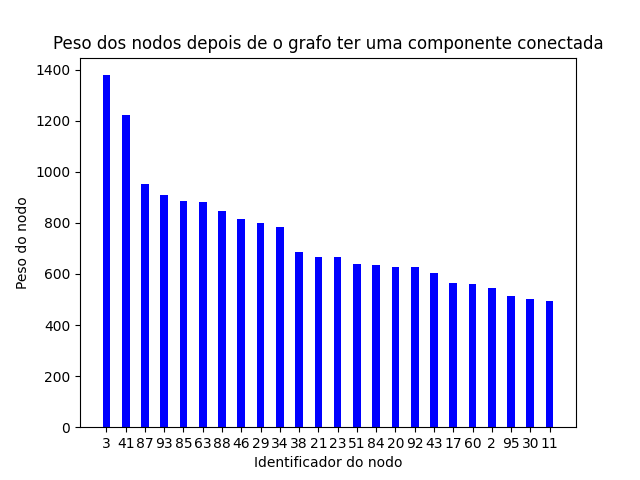 Peso dos nodos depois de o grafo ter uma componente conectada
1400
1200
1000
800
600
400
200
0
Peso do nodo
3 41 87 93 85 63 88 46 29 34 38 21 23 51 84 20 92 43 17 60 2 95 30 11
Identificador do nodo